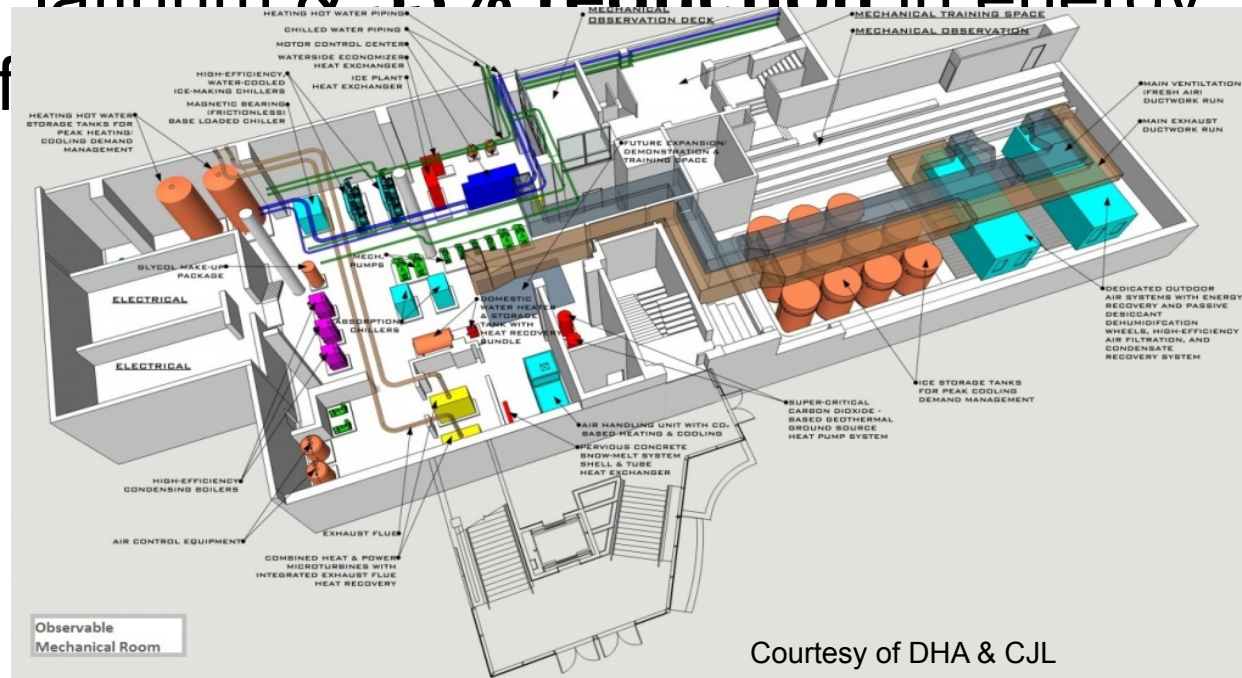 & 35% reduction in energy
HEATING HOT WATER PIPING
CHILLED WATER PIPING
MOTOR CONTROL CENTER
WATERSIDE ECONOMIZER
HEAT EXCHANGER
ICE PLANT
HEAT EXCHANGER
HIGH-EFFICIENCY,
WATER-COOLED
ICE-MAKING CHILLERS
MAGNETIC BEARING
(FRICTIONLESS)
BASE LOADED CHILLER
HEATING HOT WATER
STORAGE TANKS FOR
PEAK HEATING/
COOLING DEMAND
MANAGEMENT
MECHANICAL
OBSERVATION DECK
MECHANICAL TRAINING SPACE
MECHANICAL OBSERVATION
MAIN VENTILTATION
(FRESH AIR)
DUCTWORK RUN
MAIN EXHAUST
DUCTWORK RUN
FUTURE EXPANSION/
DEMONSTRATION &
TRAINING SPACE
GLYCOL MAKE-UP
PACKAGE
MECH.
PUMPS
ELECTRICAL
ELECTRICAL
ABSORPTION
CHILLERS
DOMESTIC
WATER HEATER
& STORAGE
TANK WITH
HEAT RECOVERY
BUNDLE
DEDICATED OUTDOOR
AIR SYSTEMS WITH ENERGY
RECOVERY AND PASSIVE
DESICCANT
DEHUMIDIFCATION
WHEELS, HIGH-EFFICIENCY
AIR FILTRATION, AND
CONDENSATE
RECOVERY SYSTEM
ICE STORAGE TANKS
FOR PEAK COOLING
DEMAND MANAGEMENT
SUPER-CRITICAL
CARBON DIOXIDE -
BASED GEOTHERMAL
GROUND SOURCE
HEAT PUMP SYSTEM
AIR HANDLING UNIT WITH CO₂
BASED HEATING & COOLING
PERVIOUS CONCRETE
SNOW-MELT SYSTEM
SHELL & TUBE
HEAT EXCHANGER
HIGH-EFFICIENCY
CONDENSING BOILERS
AIR CONTROL EQUIPMENT
EXHAUST FLUE
COMBINED HEAT & POWER
MICROTURBINES WITH
INTEGRATED EXHAUST FLUE
HEAT RECOVERY
Observable
Mechanical Room
Courtesy of DHA & CJL